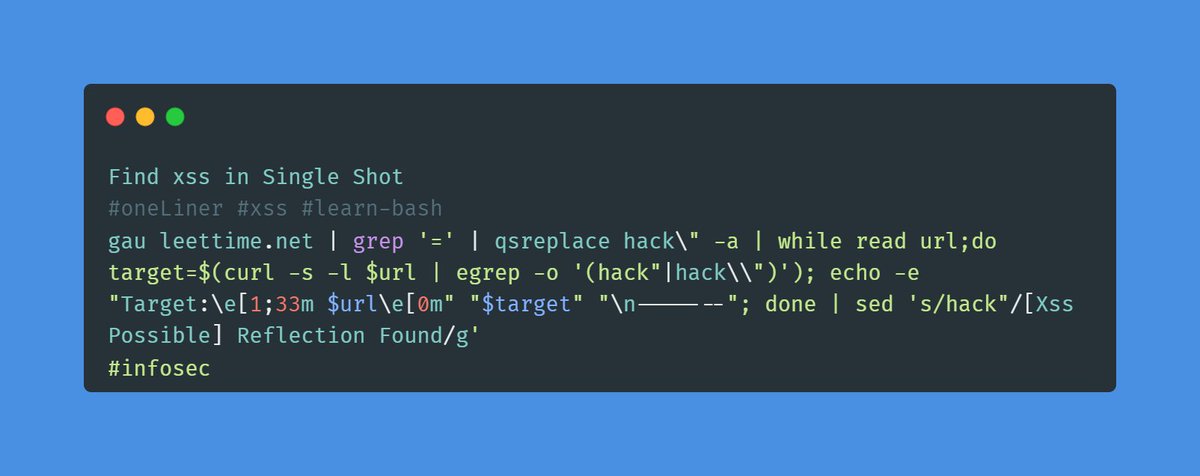 Find xss in Single Shot
#oneLiner #xss #learn-bash
gau leettime.net | grep '=' | qsreplace hack\" -a | while read url;do
target=$(curl -s -l $url | egrep -o '(hack"|hack\\")'); echo -e
"Target:\e[1;33m $url\e[0m" "$target" "\n-------"; done | sed 's/hack"/[Xss
Possible] Reflection Found/g'
#infosec